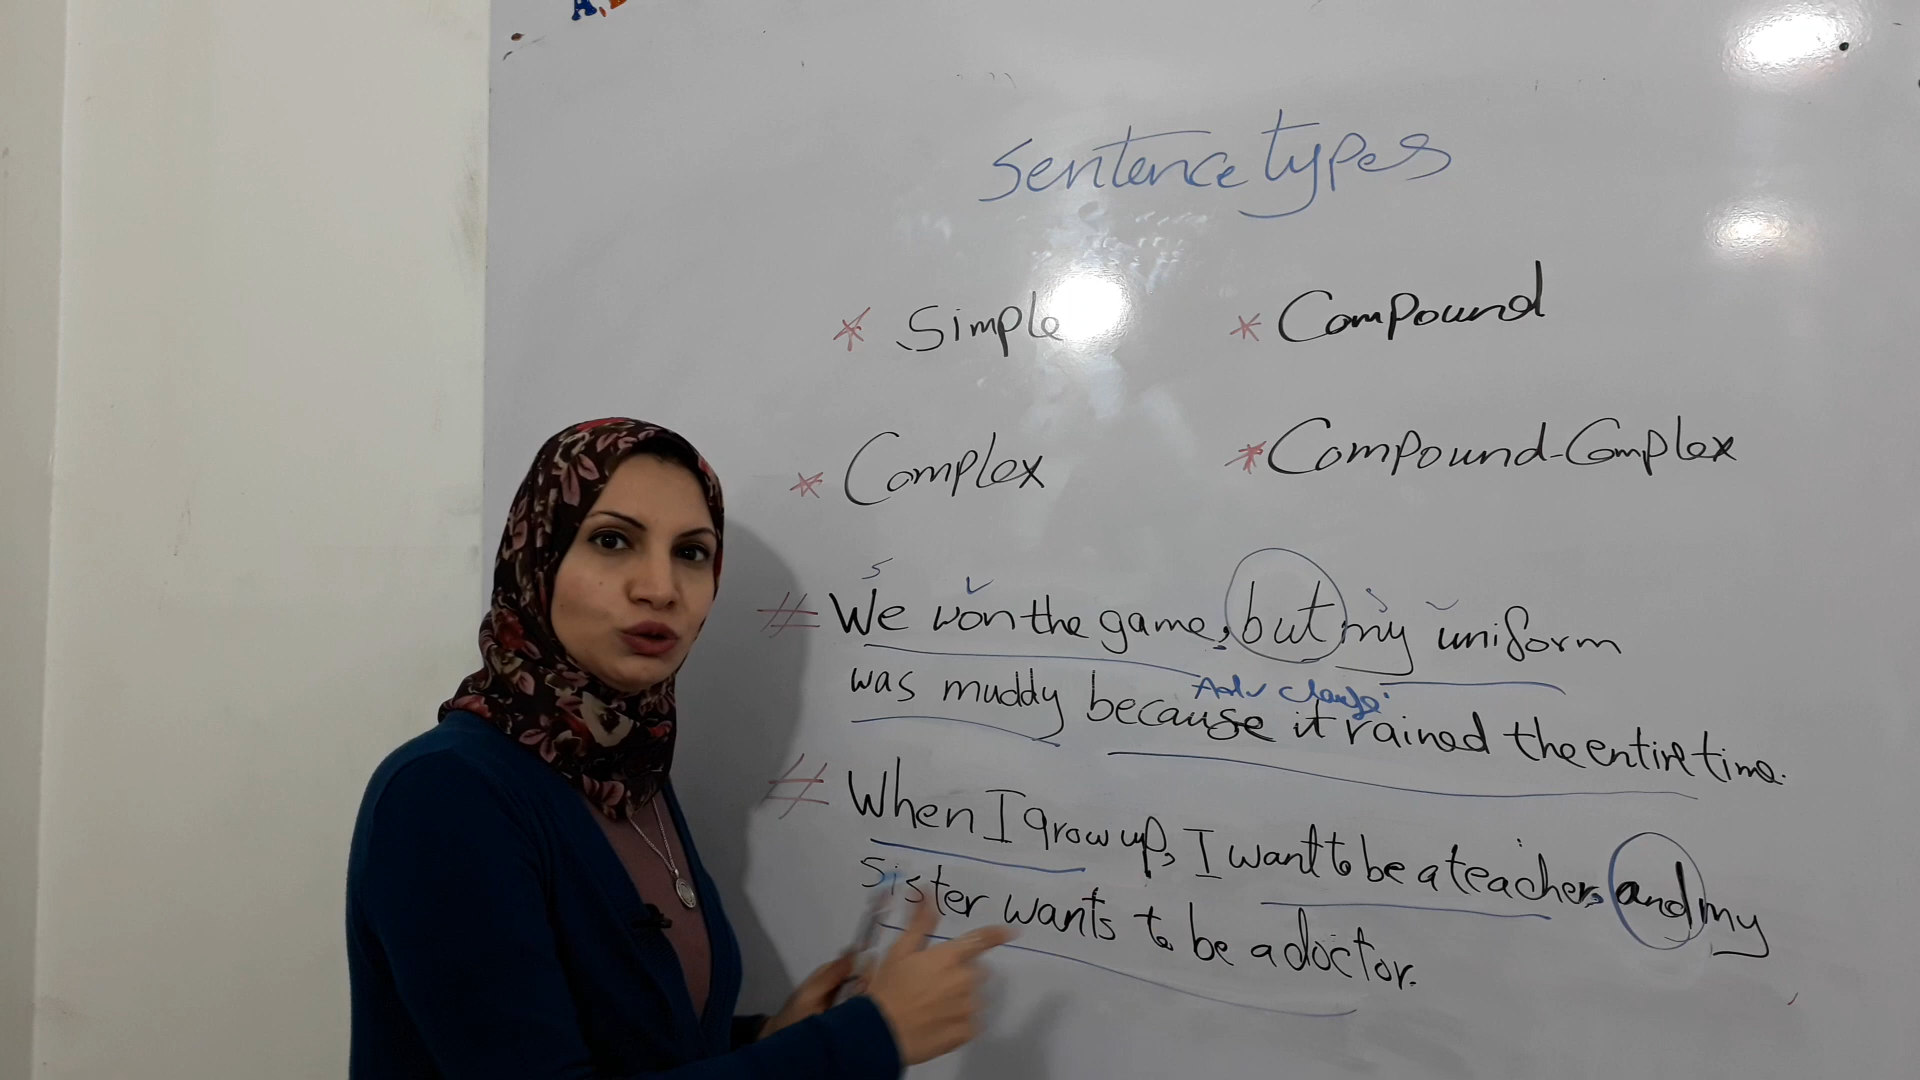 A,
Sentence types
* Simple
* Compound
* Complex
* Compound-Complex
S V S V
# We won the game, but my uniform
was muddy because it rained the entire time.
Adv clause
# When I grow up, I want to be a teacher, and my
sister wants to be a doctor.